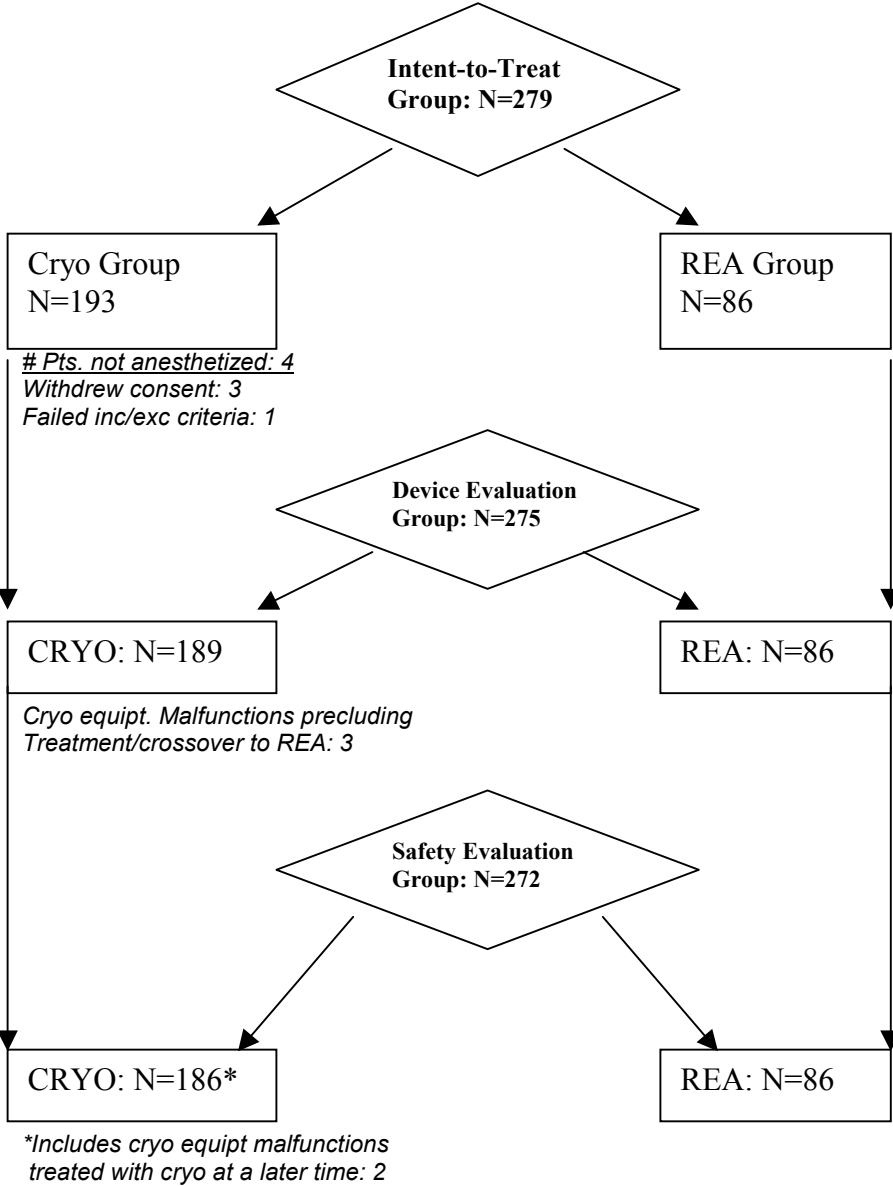 Intent-to-Treat
Group: N=279
Cryo Group
N=193
REA Group
N=86
# Pts. not anesthetized: 4
Withdrew consent: 3
Failed inc/exc criteria: 1
Device Evaluation
Group: N=275
CRYO: N=189
REA: N=86
Cryo equipt. Malfunctions precluding
Treatment/crossover to REA: 3
Safety Evaluation
Group: N=272
CRYO: N=186*
REA: N=86
*Includes cryo equipt malfunctions
treated with cryo at a later time: 2